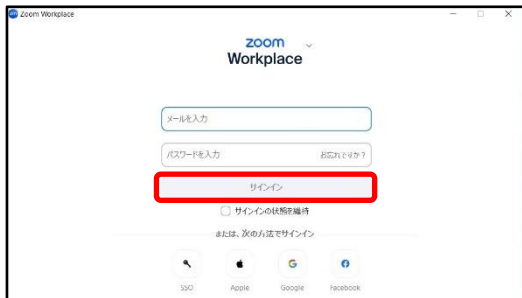 Zoom Workplace
zoom
Workplace
メールを入力
パスワードを入力 お忘れですか？
サインイン
サインインの状態を維持
または、次の方法でサインイン
SSO Apple Google Facebook